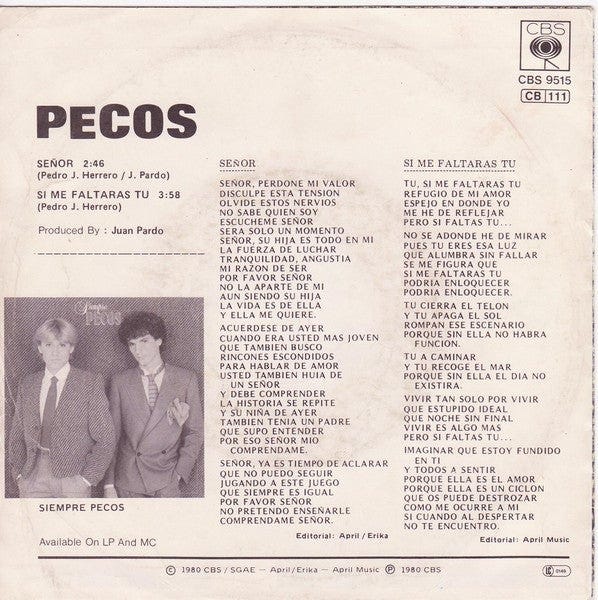 CBS
CBS 9515
CB 111
PECOS
SEÑOR 2:46
(Pedro J. Herrero / J. Pardo)
SI ME FALTARAS TU 3:58
(Pedro J. Herrero)
Produced By : Juan Pardo
Siempre
PECOS
SIEMPRE PECOS
Available On LP And MC
SEÑOR
SEÑOR, PERDONE MI VALOR
DISCULPE ESTA TENSION
OLVIDE ESTOS NERVIOS
NO SABE QUIEN SOY
ESCUCHEME SEÑOR
SERA SOLO UN MOMENTO
SEÑOR, SU HIJA ES TODO EN MI
LA FUERZA DE LUCHAR
TRANQUILIDAD, ANGUSTIA
MI RAZON DE SER
POR FAVOR SEÑOR
NO LA APARTE DE MI
AUN SIENDO SU HIJA
LA VIDA ES DE ELLA
Y ELLA ME QUIERE.
ACUERDESE DE AYER
CUANDO ERA USTED MAS JOVEN
QUE TAMBIEN BUSCO
RINCONES ESCONDIDOS
PARA HABLAR DE AMOR
USTED TAMBIEN HUIA DE
UN SEÑOR
Y DEBE COMPRENDER
LA HISTORIA SE REPITE
Y SU NIÑA DE AYER
TAMBIEN TENIA UN PADRE
QUE SUPO ENTENDER
POR ESO SEÑOR MIO
COMPRENDAME.
SEÑOR, YA ES TIEMPO DE ACLARAR
QUE NO PUEDO SEGUIR
JUGANDO A ESTE JUEGO
QUE SIEMPRE ES IGUAL
POR FAVOR SEÑOR
NO PRETENDO ENSEÑARLE
COMPRENDAME SEÑOR.
Editorial: April / Erika
SI ME FALTARAS TU
TU, SI ME FALTARAS TU
REFUGIO DE MI AMOR
ESPEJO EN DONDE YO
ME HE DE REFLEJAR
PERO SI FALTAS TU...
NO SE ADONDE HE DE MIRAR
PUES TU ERES ESA LUZ
QUE ALUMBRA SIN FALLAR
SE ME FIGURA QUE
SI ME FALTARAS TU
PODRIA ENLOQUECER
PODRIA ENLOQUECER.
TU CIERRA EL TELON
Y TU APAGA EL SOL
ROMPAN ESE ESCENARIO
PORQUE SIN ELLA NO HABRA
FUNCION.
TU A CAMINAR
Y TU RECOGE EL MAR
PORQUE SIN ELLA EL DIA NO
EXISTIRA.
VIVIR TAN SOLO POR VIVIR
QUE ESTUPIDO IDEAL
QUE NOCHE SIN FINAL
VIVIR ES ALGO MAS
PERO SI FALTAS TU...
IMAGINAR QUE ESTOY FUNDIDO
EN TI
Y TODOS A SENTIR
PORQUE ELLA ES EL AMOR
PORQUE ELLA ES UN CICLON
QUE OS PUEDE DESTROZAR
COMO ME OCURRE A MI
SI CUANDO AL DESPERTAR
NO TE ENCUENTRO.
Editorial: April Music
© 1980 CBS / SGAE - April / Erika - April Music ℗ 1980 CBS
LC 0149